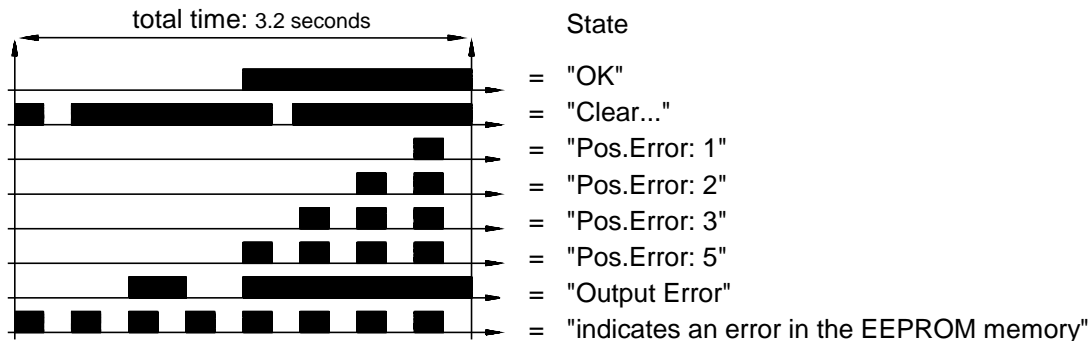 total time: 3.2 seconds
State
= "OK"
= "Clear..."
= "Pos.Error: 1"
= "Pos.Error: 2"
= "Pos.Error: 3"
= "Pos.Error: 5"
= "Output Error"
= "indicates an error in the EEPROM memory"